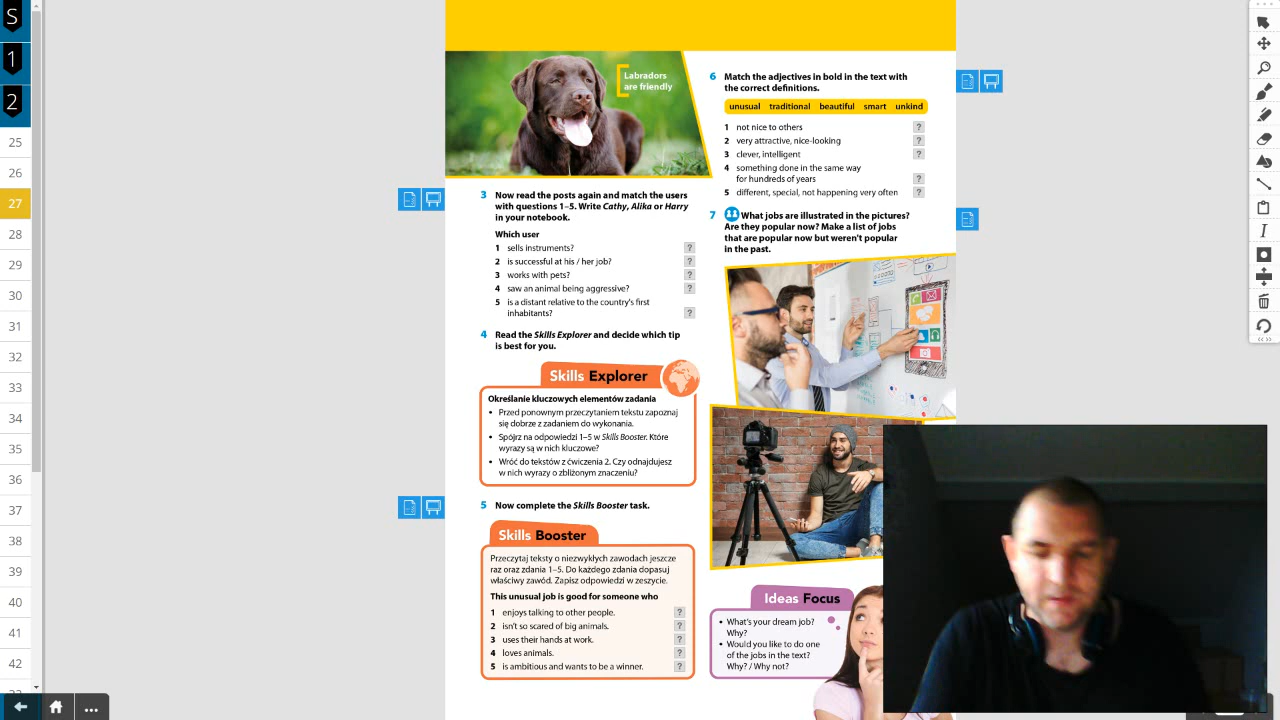 S
1
2
25
26
27
28
29
30
31
32
33
34
35
36
37
38
39
40
41
42
...
Labradors
are friendly
3 Now read the posts again and match the users
with questions 1–5. Write Cathy, Alika or Harry
in your notebook.
Which user
1 sells instruments? ?
2 is successful at his / her job? ?
3 works with pets? ?
4 saw an animal being aggressive? ?
5 is a distant relative to the country's first
inhabitants? ?
4 Read the Skills Explorer and decide which tip
is best for you.
Skills Explorer
Określanie kluczowych elementów zadania
• Przed ponownym przeczytaniem tekstu zapoznaj
się dobrze z zadaniem do wykonania.
• Spójrz na odpowiedzi 1–5 w Skills Booster. Które
wyrazy są w nich kluczowe?
• Wróć do tekstów z ćwiczenia 2. Czy odnajdujesz
w nich wyrazy o zbliżonym znaczeniu?
5 Now complete the Skills Booster task.
Skills Booster
Przeczytaj teksty o niezwykłych zawodach jeszcze
raz oraz zdania 1–5. Do każdego zdania dopasuj
właściwy zawód. Zapisz odpowiedzi w zeszycie.
This unusual job is good for someone who
1 enjoys talking to other people. ?
2 isn't so scared of big animals. ?
3 uses their hands at work. ?
4 loves animals. ?
5 is ambitious and wants to be a winner. ?
6 Match the adjectives in bold in the text with
the correct definitions.
unusual traditional beautiful smart unkind
1 not nice to others ?
2 very attractive, nice-looking ?
3 clever, intelligent ?
4 something done in the same way
for hundreds of years ?
5 different, special, not happening very often ?
7 What jobs are illustrated in the pictures?
Are they popular now? Make a list of jobs
that are popular now but weren't popular
in the past.
Ideas Focus
• What's your dream job?
Why?
• Would you like to do one
of the jobs in the text?
Why? / Why not?